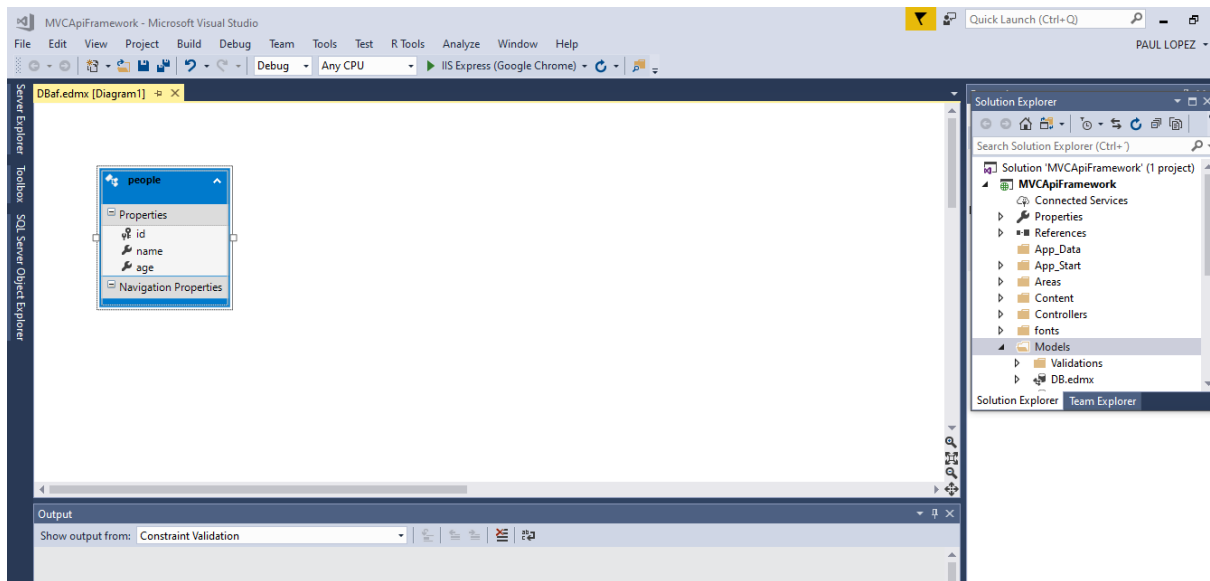 MVCApiFramework - Microsoft Visual Studio
Quick Launch (Ctrl+Q)
File Edit View Project Build Debug Team Tools Test R Tools Analyze Window Help
PAUL LOPEZ
Debug Any CPU IIS Express (Google Chrome)
Server Explorer
Toolbox
SQL Server Object Explorer
DBaf.edmx [Diagram1]
people
Properties
id
name
age
Navigation Properties
Solution Explorer
Search Solution Explorer (Ctrl+¨)
Solution 'MVCApiFramework' (1 project)
MVCApiFramework
Connected Services
Properties
References
App_Data
App_Start
Areas
Content
Controllers
fonts
Models
Validations
DB.edmx
Solution Explorer Team Explorer
Output
Show output from: Constraint Validation